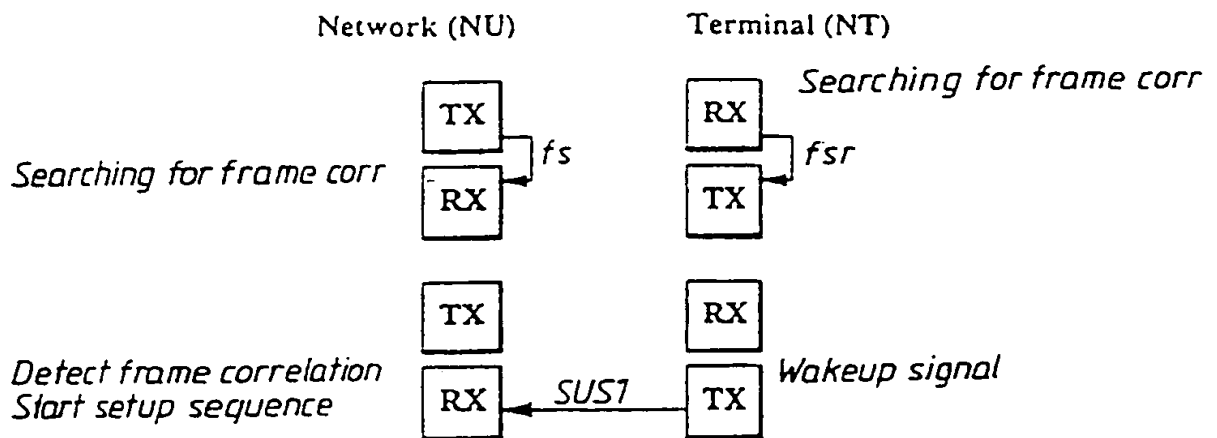 Network (NU)
Terminal (NT)
TX
RX
Searching for frame corr
fs
fsr
Searching for frame corr
RX
TX
TX
RX
Detect frame correlation
Start setup sequence
RX
SUS1
TX
Wakeup signal